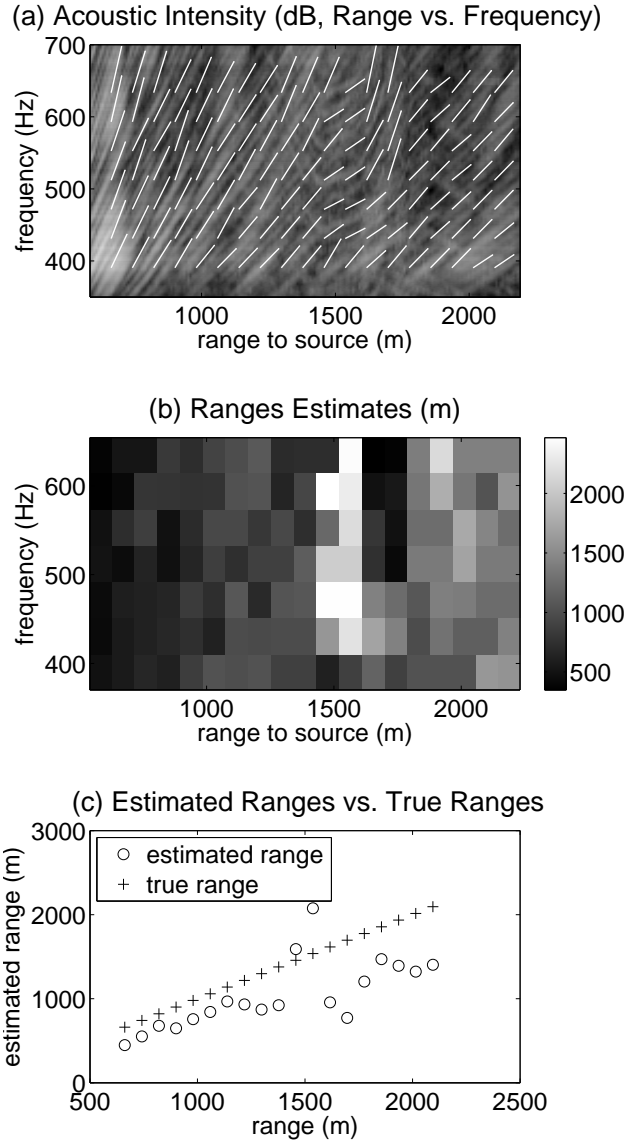 (a) Acoustic Intensity (dB, Range vs. Frequency)
700
600
500
400
frequency (Hz)
1000 1500 2000
range to source (m)
(b) Ranges Estimates (m)
600
500
400
frequency (Hz)
1000 1500 2000
range to source (m)
2000
1500
1000
500
(c) Estimated Ranges vs. True Ranges
3000
2000
1000
0
estimated range (m)
estimated range
true range
500 1000 1500 2000 2500
range (m)